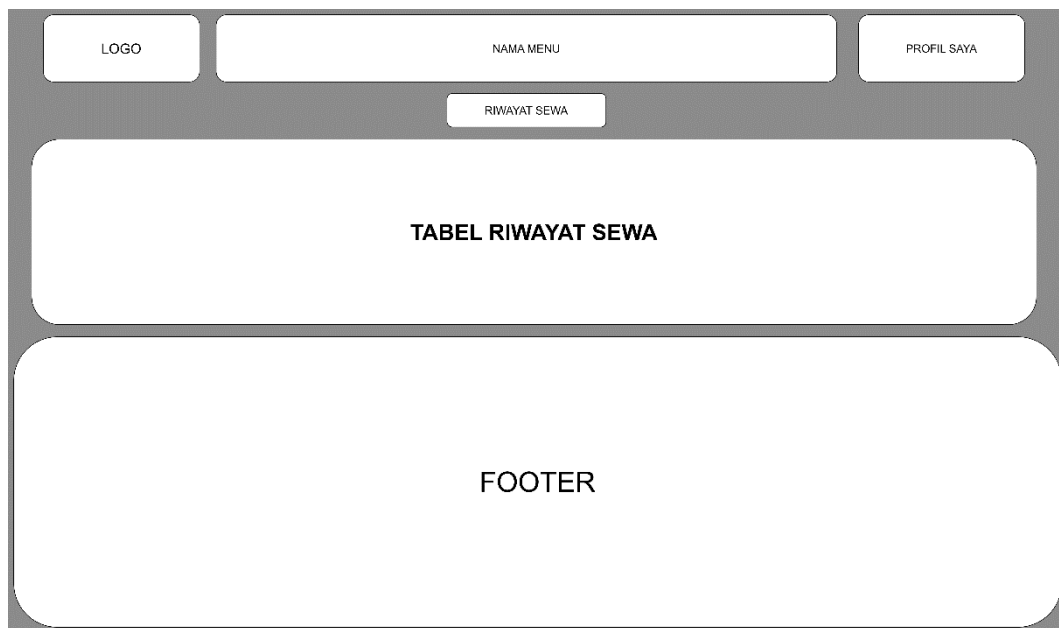 LOGO
NAMA MENU
PROFIL SAYA
RIWAYAT SEWA
TABEL RIWAYAT SEWA
FOOTER